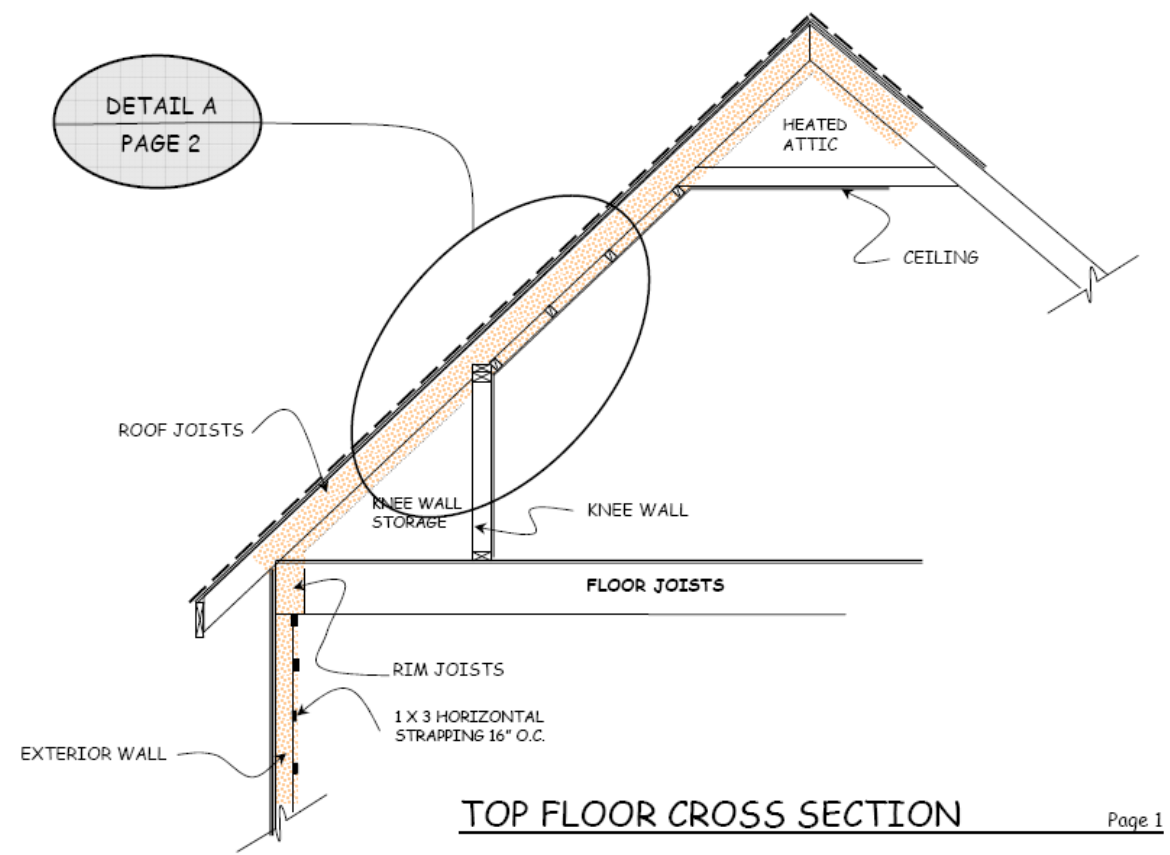 DETAIL A
PAGE 2
HEATED
ATTIC
CEILING
ROOF JOISTS
KNEE WALL
STORAGE
KNEE WALL
FLOOR JOISTS
RIM JOISTS
1 X 3 HORIZONTAL
STRAPPING 16" O.C.
EXTERIOR WALL
TOP FLOOR CROSS SECTION
Page 1